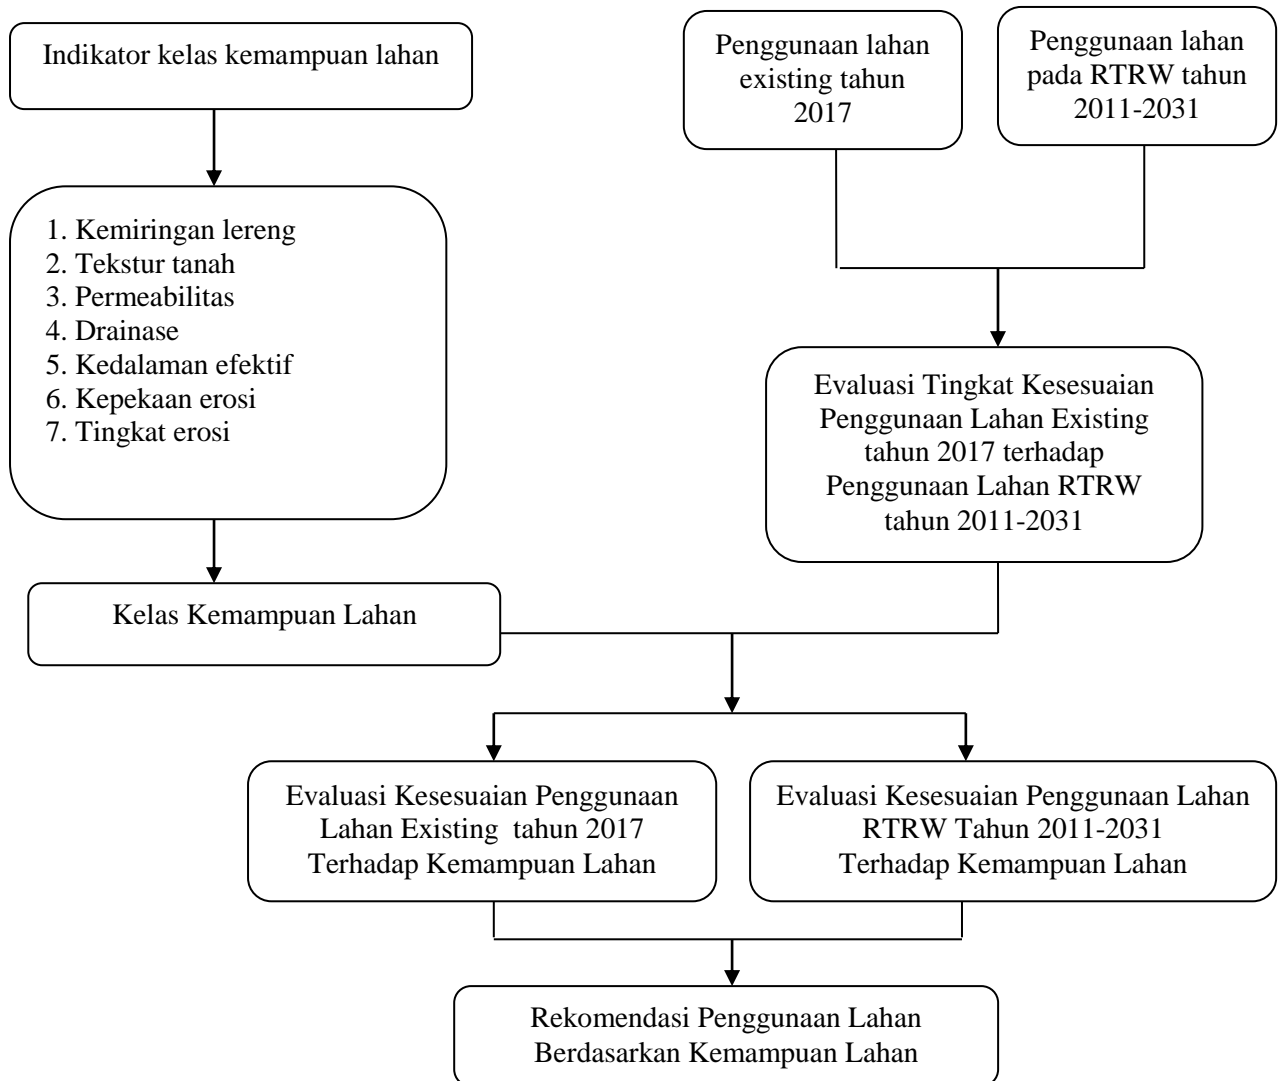 Indikator kelas kemampuan lahan
Penggunaan lahan
existing tahun
2017
Penggunaan lahan
pada RTRW tahun
2011-2031
1. Kemiringan lereng
2. Tekstur tanah
3. Permeabilitas
4. Drainase
5. Kedalaman efektif
6. Kepekaan erosi
7. Tingkat erosi
Evaluasi Tingkat Kesesuaian
Penggunaan Lahan Existing
tahun 2017 terhadap
Penggunaan Lahan RTRW
tahun 2011-2031
Kelas Kemampuan Lahan
Evaluasi Kesesuaian Penggunaan
Lahan Existing  tahun 2017
Terhadap Kemampuan Lahan
Evaluasi Kesesuaian Penggunaan Lahan
RTRW Tahun 2011-2031
Terhadap Kemampuan Lahan
Rekomendasi Penggunaan Lahan
Berdasarkan Kemampuan Lahan